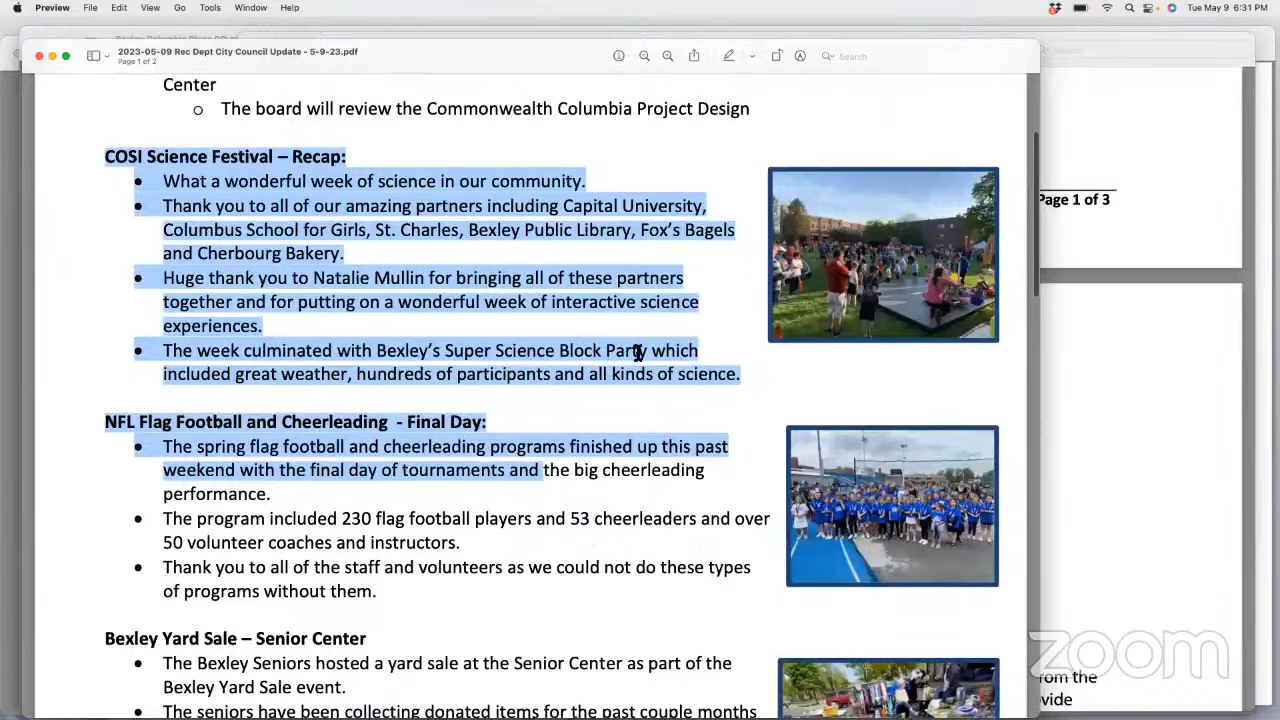 Preview File Edit View Go Tools Window Help Tue May 9 6:31 PM
2023-05-09 Rec Dept City Council Update - 5-9-23.pdf
Page 1 of 2
Search
Center
o The board will review the Commonwealth Columbia Project Design
COSI Science Festival – Recap:
• What a wonderful week of science in our community.
• Thank you to all of our amazing partners including Capital University,
Columbus School for Girls, St. Charles, Bexley Public Library, Fox’s Bagels
and Cherbourg Bakery.
• Huge thank you to Natalie Mullin for bringing all of these partners
together and for putting on a wonderful week of interactive science
experiences.
• The week culminated with Bexley’s Super Science Block Party which
included great weather, hundreds of participants and all kinds of science.
NFL Flag Football and Cheerleading - Final Day:
• The spring flag football and cheerleading programs finished up this past
weekend with the final day of tournaments and the big cheerleading
performance.
• The program included 230 flag football players and 53 cheerleaders and over
50 volunteer coaches and instructors.
• Thank you to all of the staff and volunteers as we could not do these types
of programs without them.
Bexley Yard Sale – Senior Center
• The Bexley Seniors hosted a yard sale at the Senior Center as part of the
Bexley Yard Sale event.
• The seniors have been collecting donated items for the past couple months
Page 1 of 3
zoom
rom the
vide